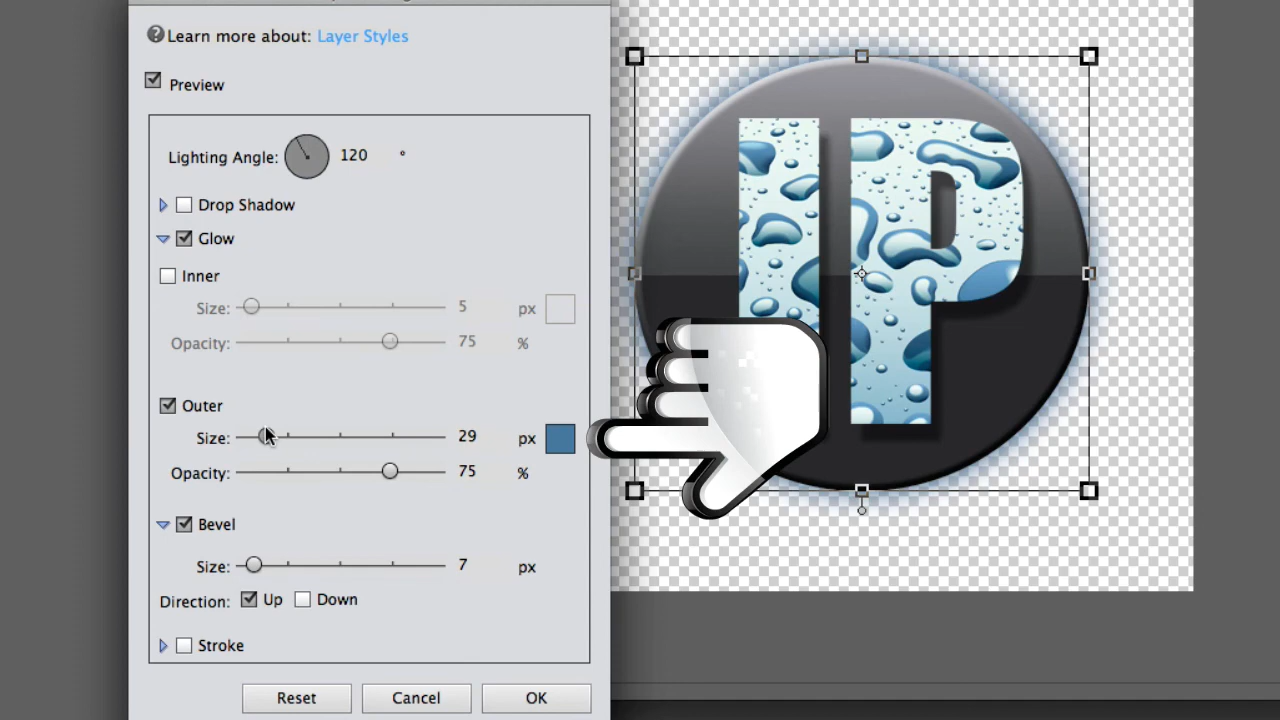 Learn more about: Layer Styles
Preview
Lighting Angle: 120 °
Drop Shadow
Glow
Inner
Size: 5 px
Opacity: 75 %
Outer
Size: 29 px
Opacity: 75 %
Bevel
Size: 7 px
Direction: Up Down
Stroke
Reset Cancel OK
IP